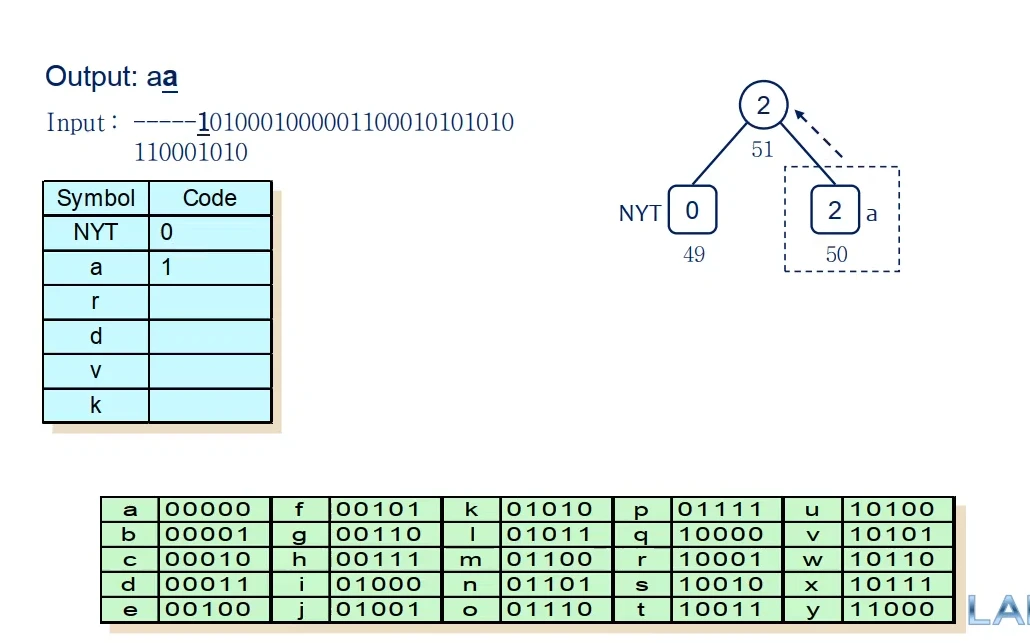 Output: aa
Input: -----1010001000001100010101010
110001010
2
51
NYT 0 2 a
49 50
Symbol Code
NYT 0
a 1
r
d
v
k
a 00000 f 00101 k 01010 p 01111 u 10100
b 00001 g 00110 l 01011 q 10000 v 10101
c 00010 h 00111 m 01100 r 10001 w 10110
d 00011 i 01000 n 01101 s 10010 x 10111
e 00100 j 01001 o 01110 t 10011 y 11000